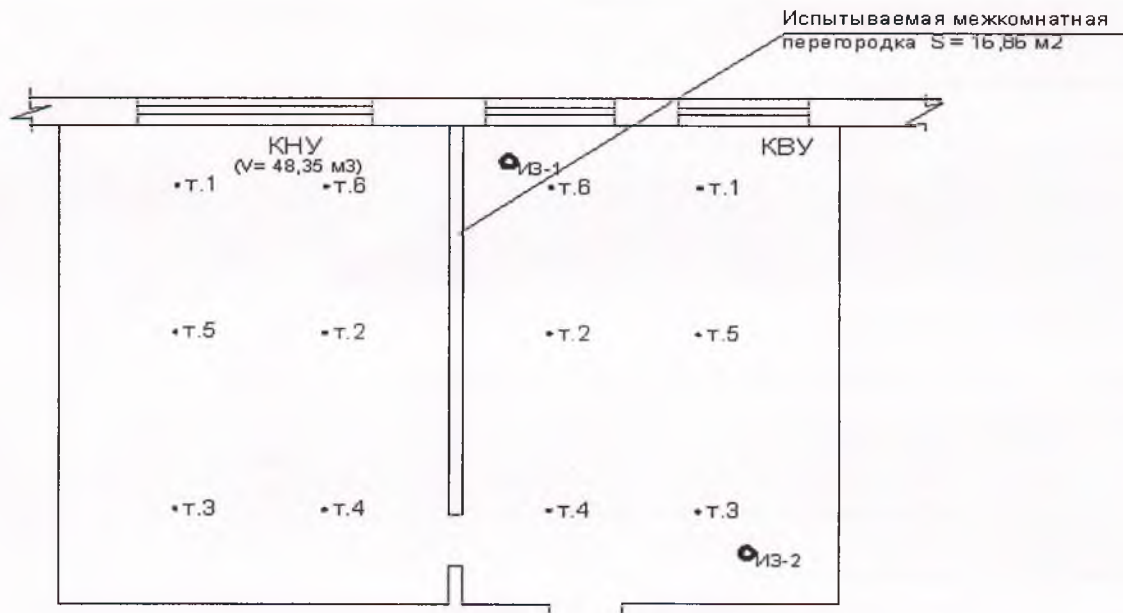 Испытываемая межкомнатная
перегородка S = 16,86 м2
КНУ
(V= 48,35 м3)
КВУ
ИЗ-1
т.1
т.6
т.6
т.1
т.5
т.2
т.2
т.5
т.3
т.4
т.4
т.3
ИЗ-2